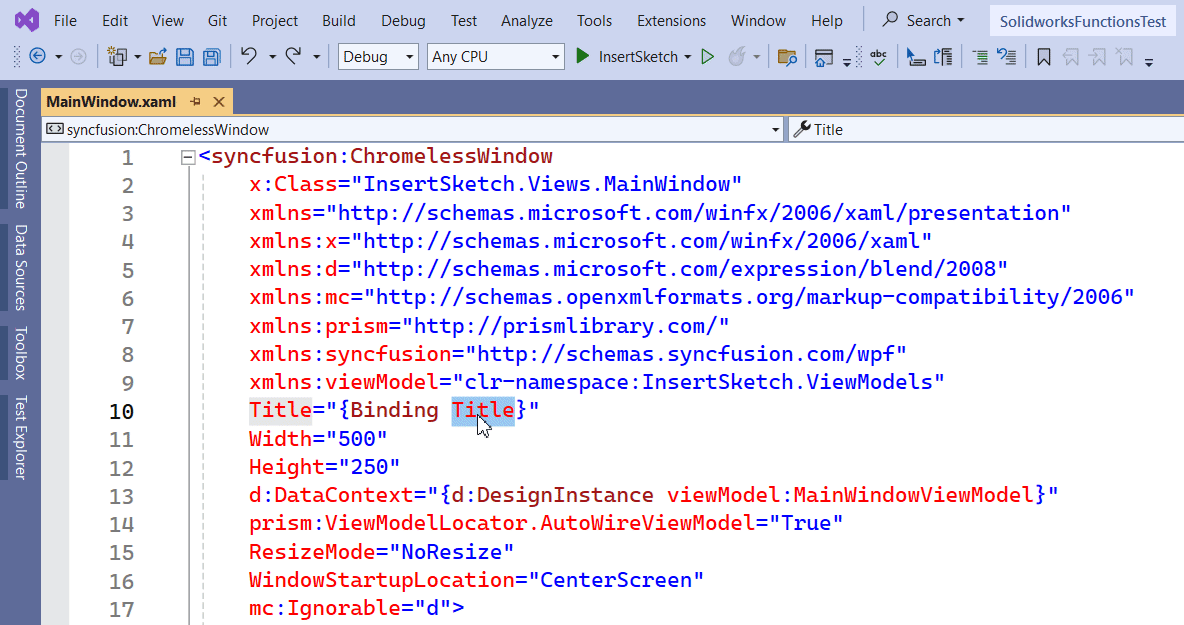 File Edit View Git Project Build Debug Test Analyze Tools Extensions Window Help Search SolidworksFunctionsTest
Debug Any CPU InsertSketch abc
MainWindow.xaml
syncfusion:ChromelessWindow Title
Document Outline
Data Sources
Toolbox
Test Explorer
1 <syncfusion:ChromelessWindow
2 x:Class="InsertSketch.Views.MainWindow"
3 xmlns="http://schemas.microsoft.com/winfx/2006/xaml/presentation"
4 xmlns:x="http://schemas.microsoft.com/winfx/2006/xaml"
5 xmlns:d="http://schemas.microsoft.com/expression/blend/2008"
6 xmlns:mc="http://schemas.openxmlformats.org/markup-compatibility/2006"
7 xmlns:prism="http://prismlibrary.com/"
8 xmlns:syncfusion="http://schemas.syncfusion.com/wpf"
9 xmlns:viewModel="clr-namespace:InsertSketch.ViewModels"
10 Title="{Binding Title}"
11 Width="500"
12 Height="250"
13 d:DataContext="{d:DesignInstance viewModel:MainWindowViewModel}"
14 prism:ViewModelLocator.AutoWireViewModel="True"
15 ResizeMode="NoResize"
16 WindowStartupLocation="CenterScreen"
17 mc:Ignorable="d">